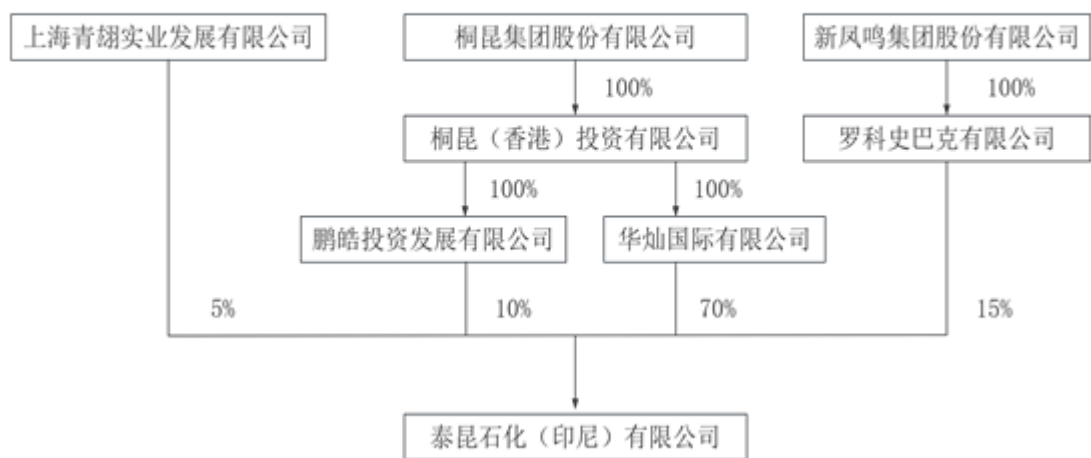 上海青翃实业发展有限公司
桐昆集团股份有限公司
新凤鸣集团股份有限公司
100%
100%
桐昆（香港）投资有限公司
罗科史巴克有限公司
100%
100%
鹏皓投资发展有限公司
华灿国际有限公司
5%
10%
70%
15%
泰昆石化（印尼）有限公司